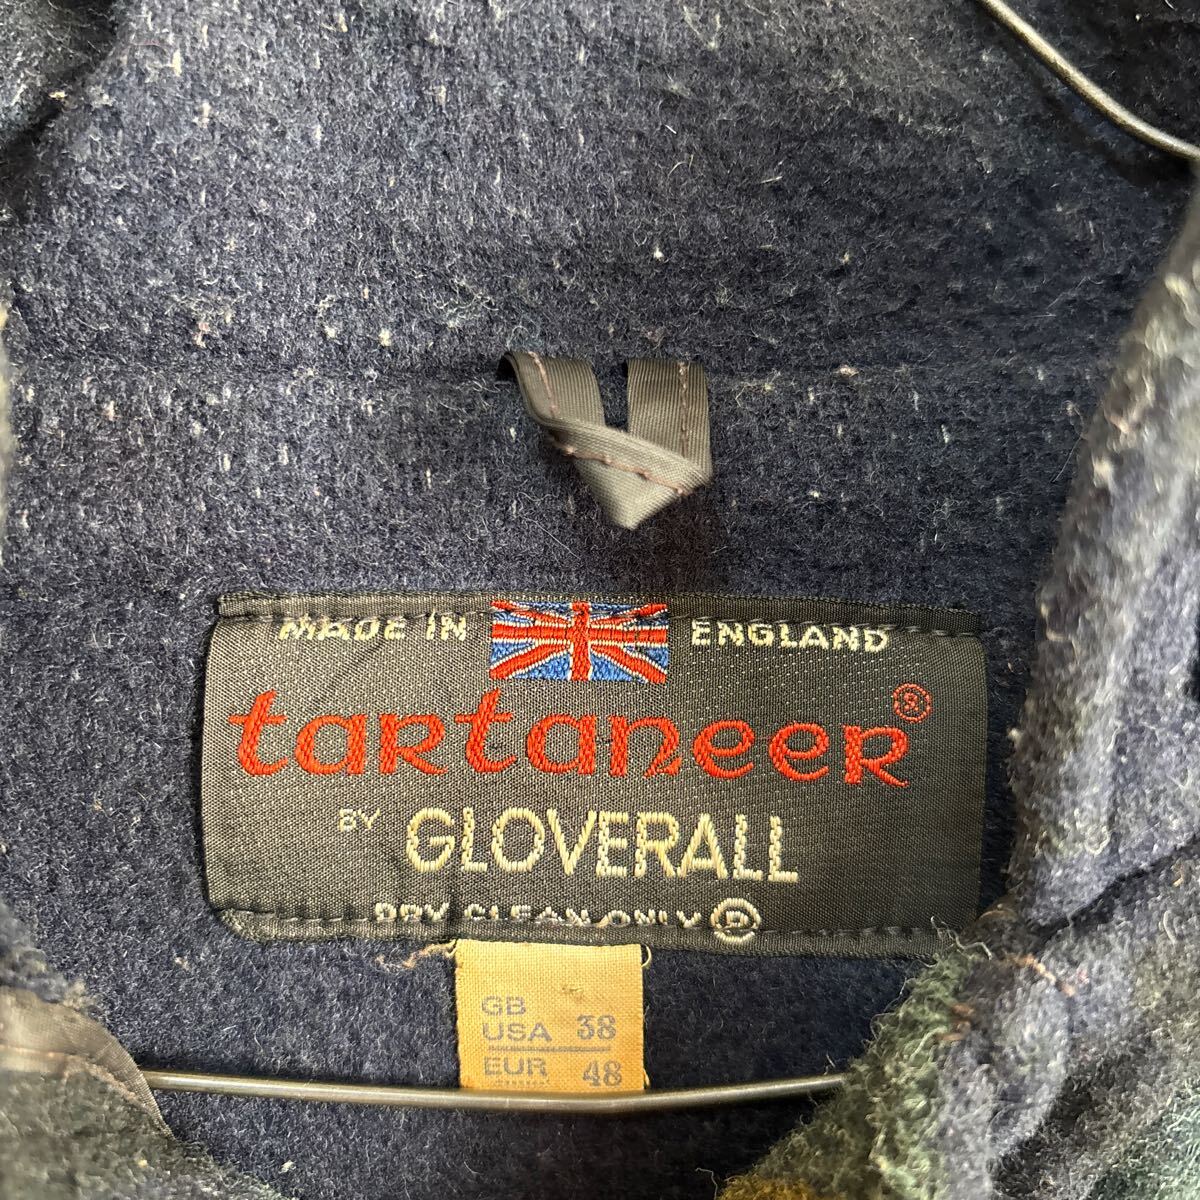 MADE IN ENGLAND
tartaneer ®
BY GLOVERALL
DRY CLEAN ONLY Ⓟ
GB
USA 38
EUR 48